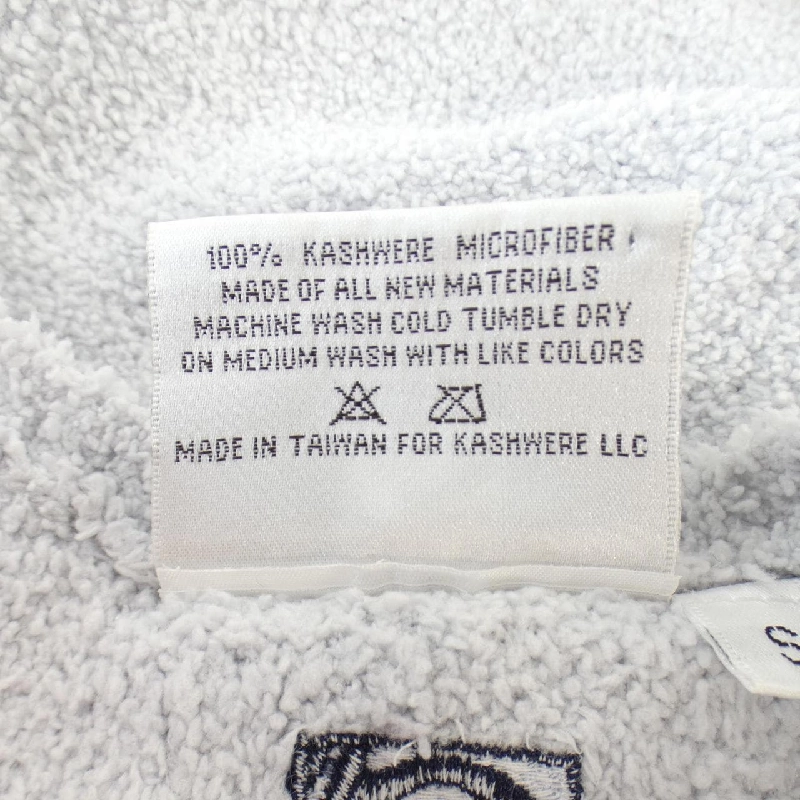 100% KASHWERE MICROFIBER
MADE OF ALL NEW MATERIALS
MACHINE WASH COLD TUMBLE DRY
ON MEDIUM WASH WITH LIKE COLORS
MADE IN TAIWAN FOR KASHWERE LLC
S